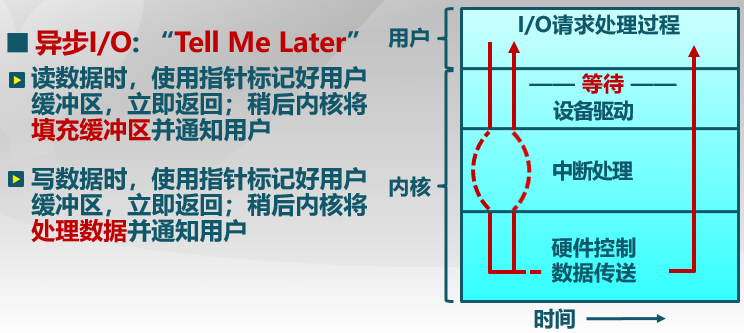 异步I/O：“Tell Me Later”
读数据时，使用指针标记好用户
缓冲区，立即返回；稍后内核将
填充缓冲区并通知用户
写数据时，使用指针标记好用户
缓冲区，立即返回；稍后内核将
处理数据并通知用户
用户
内核
I/O请求处理过程
等待
设备驱动
中断处理
硬件控制
数据传送
时间